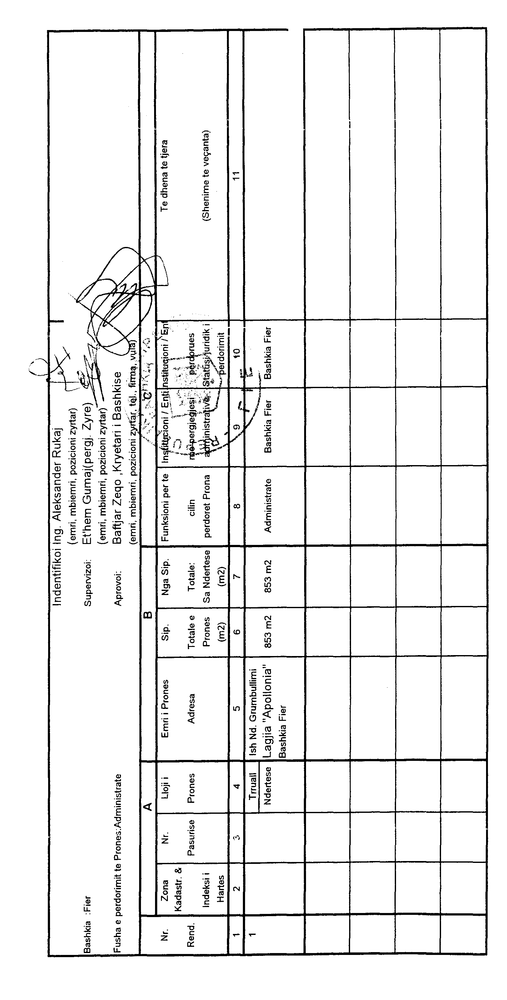 Indentifikoi Ing. Aleksander Rukaj
(emri, mbiemri, pozicioni zyrtar)
Bashkia :Fier
Supervizoi: Et'hem Gumaj(pergj. Zyre)
(emri, mbiemri, pozicioni zyrtar)
Fusha e perdorimit te Prones:Administrate
Aprovoi: Baftjar Zeqo ,Kryetari i Bashkise
(emri, mbiemri, pozicioni zyrtar, tel., firma, vula)
A B C
Nr. Rend.
Zona Kadastr. & Indeksi i Hartes
Nr. Pasurise
Lloji i Prones
Emri i Prones Adresa
Sip. Totale e Prones (m2)
Nga Sip. Totale: Sa Ndertese (m2)
Funksioni per te cilin perdoret Prona
Institucioni / Enti me pergjegjesi administrative
Institucioni / Ent perdorues Statusi juridik i perdorimit
Te dhena te tjera (Shenime te veçanta)
1 2 3 4 5 6 7 8 9 10 11
1 Trruall Ish Nd. Grumbullimi
Ndertese Lagjia "Apollonia" 853 m2 853 m2 Administrate Bashkia Fier Bashkia Fier
Bashkia Fier